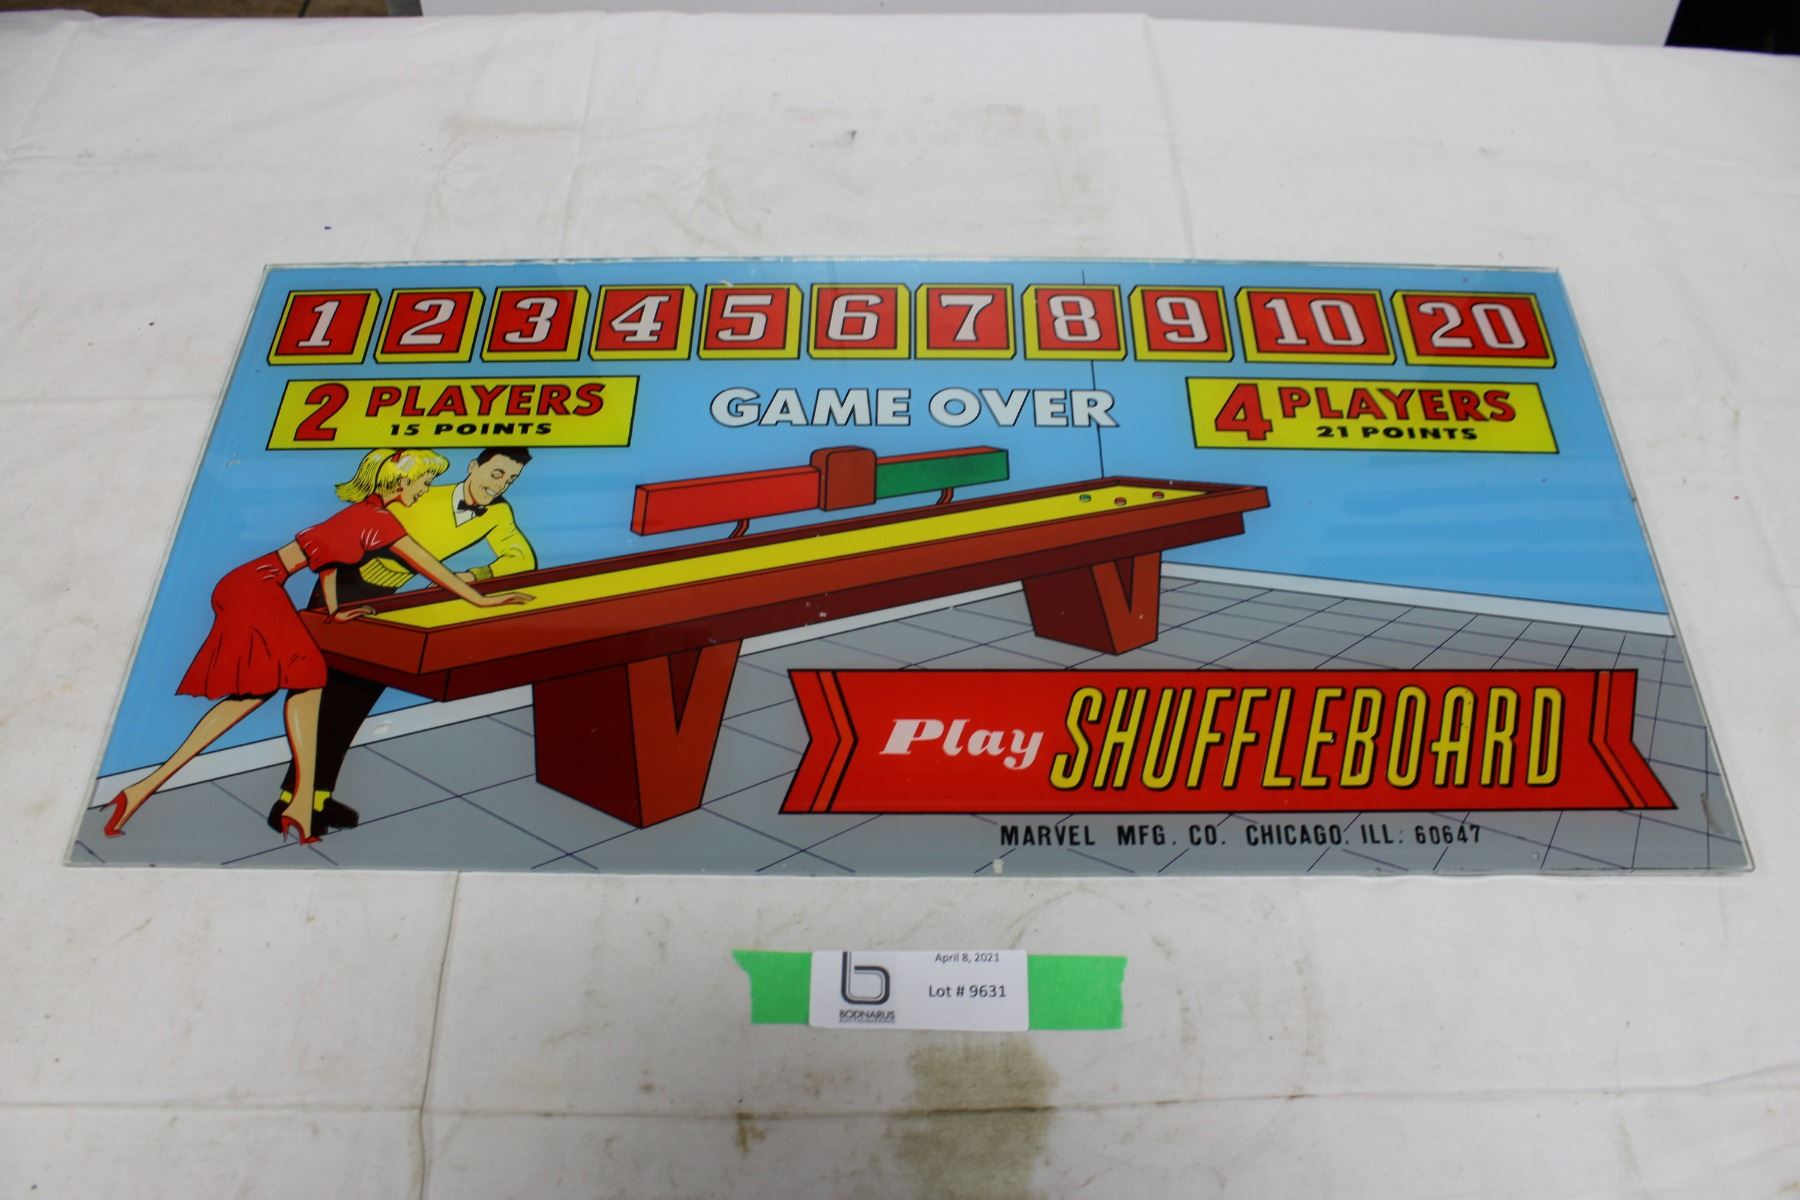 1 2 3 4 5 6 7 8 9 10 20
2 PLAYERS
15 POINTS
GAME OVER
4 PLAYERS
21 POINTS
Play SHUFFLEBOARD
MARVEL MFG. CO. CHICAGO. ILL: 60647
April 8, 2021
Lot # 9631
BODNARUS